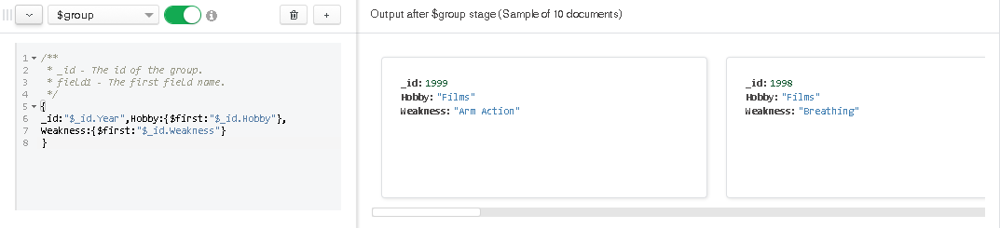 $group
Output after $group stage (Sample of 10 documents)
1 /**
2 * _id - The id of the group.
3 * field1 - The first field name.
4 */
5 {
6 _id:"$_id.Year",Hobby:{$first:"$_id.Hobby"},
7 Weakness:{$first:"$_id.Weakness"}
8 }
_id: 1999
Hobby: "Films"
Weakness: "Arm Action"
_id: 1998
Hobby: "Films"
Weakness: "Breathing"